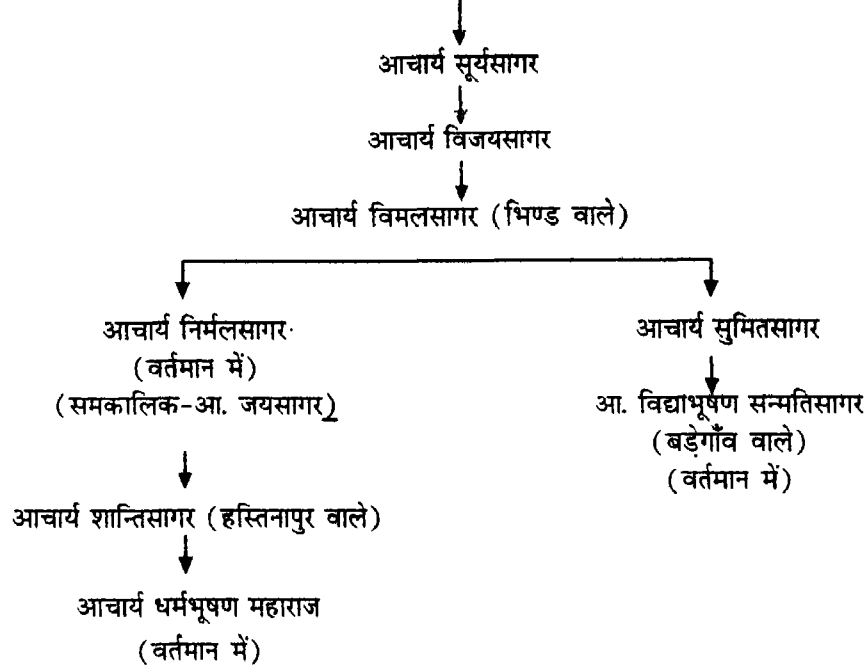 आचार्य सूर्यसागर
आचार्य विजयसागर
आचार्य विमलसागर (भिण्ड वाले)
आचार्य निर्मलसागर
(वर्तमान में)
(समकालिक-आ. जयसागर)
आचार्य शान्तिसागर (हस्तिनापुर वाले)
आचार्य धर्मभूषण महाराज
(वर्तमान में)
आचार्य सुमितसागर
आ. विद्याभूषण सन्मतिसागर
(बड़ेगाँव वाले)
(वर्तमान में)